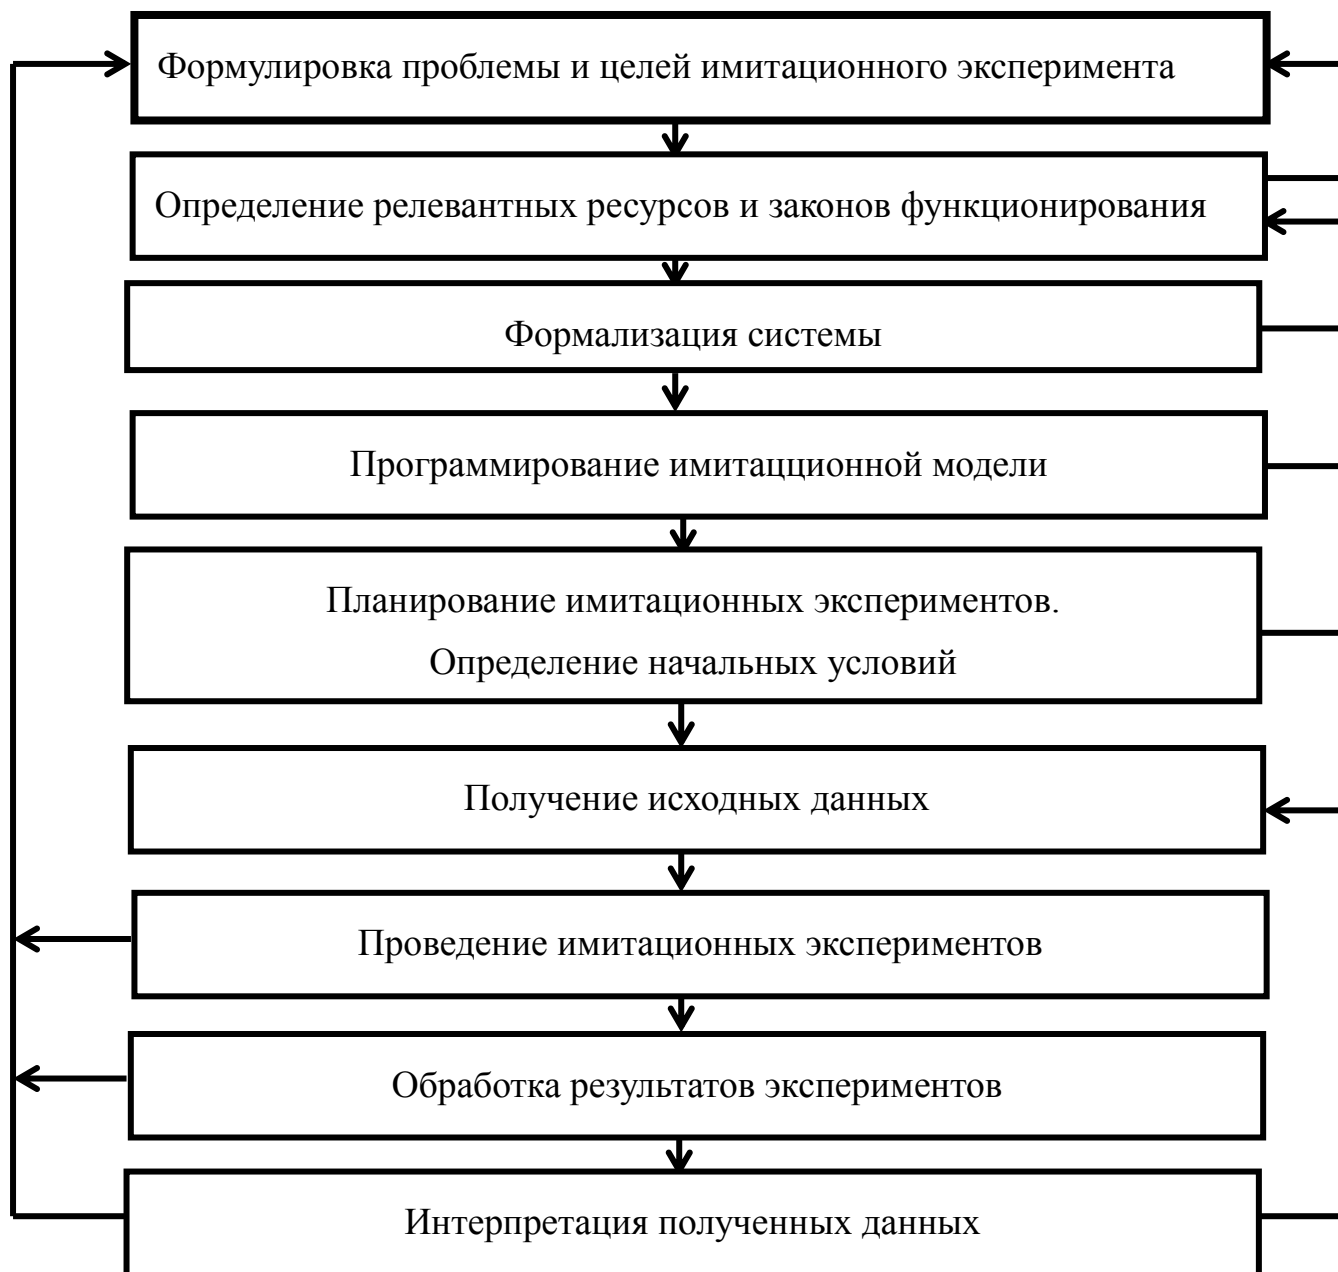 Формулировка проблемы и целей имитационного эксперимента
Определение релевантных ресурсов и законов функционирования
Формализация системы
Программирование имитацционной модели
Планирование имитационных экспериментов.
Определение начальных условий
Получение исходных данных
Проведение имитационных экспериментов
Обработка результатов экспериментов
Интерпретация полученных данных